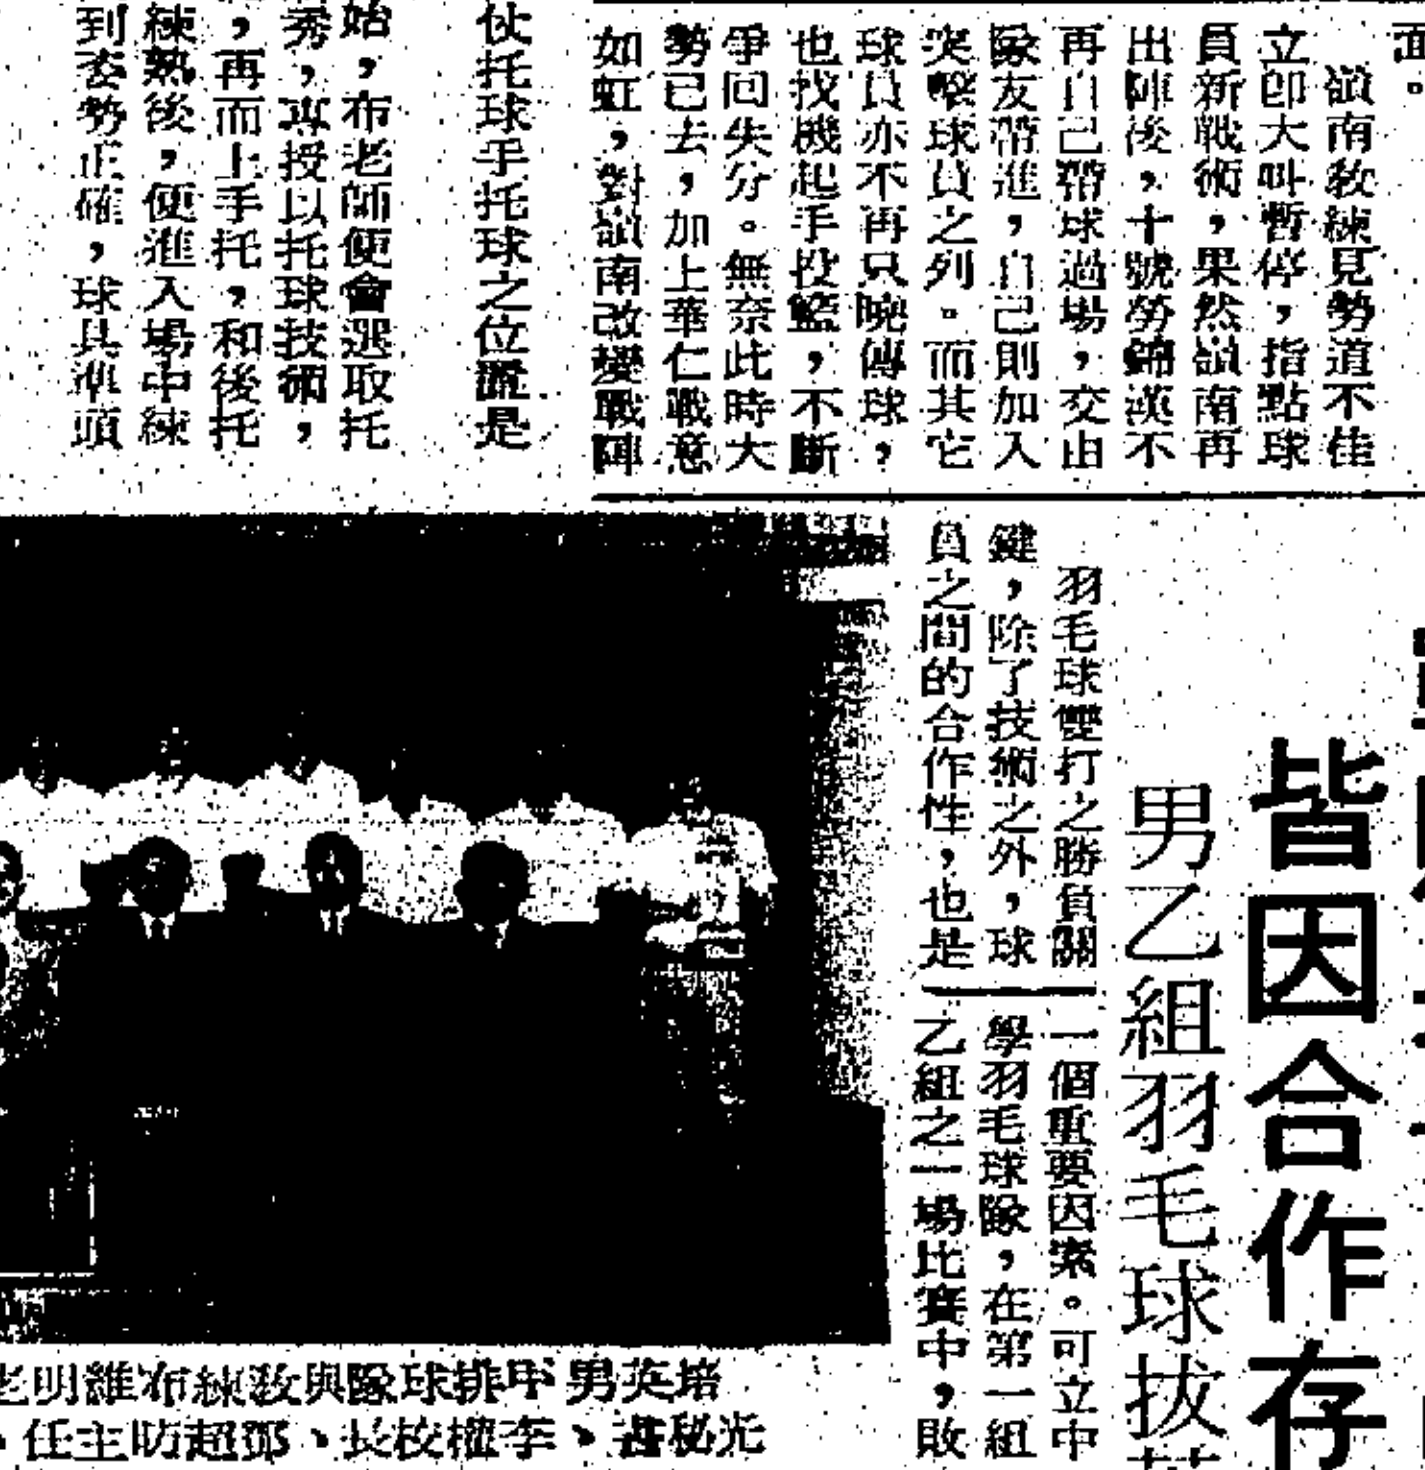 面。
嶺南教練見勢道不佳
立卽大叫暫停，指點球
員新戰術，果然嶺南再
出陣後，十號勞錦漢不
再自己帶球過場，交由
隊友帶進，自己則加入
突擊球員之列。而其它
球員亦不再只曉傳球，
也找機起手投籃，不斷
爭回失分。無奈此時大
勢已去，加上華仁戰意
如虹，對嶺南改變戰陣
仗托球手托球之位置是
始，布老師便會選取托
秀，專授以托球技術，
，再而上手托，和後托
練熟後，便進入場中練
到姿勢正確，球具準頭
皆因合作存
男乙組羽毛球拔
羽毛球雙打之勝負關
鍵，除了技術之外，球
員之間的合作性，也是
一個重要因素。可立中
學羽毛球隊，在第一組
乙組之一場比賽中，敗
培英男甲排球隊與教練布維明老
光秘書、李權校長、鄧超昉主任、